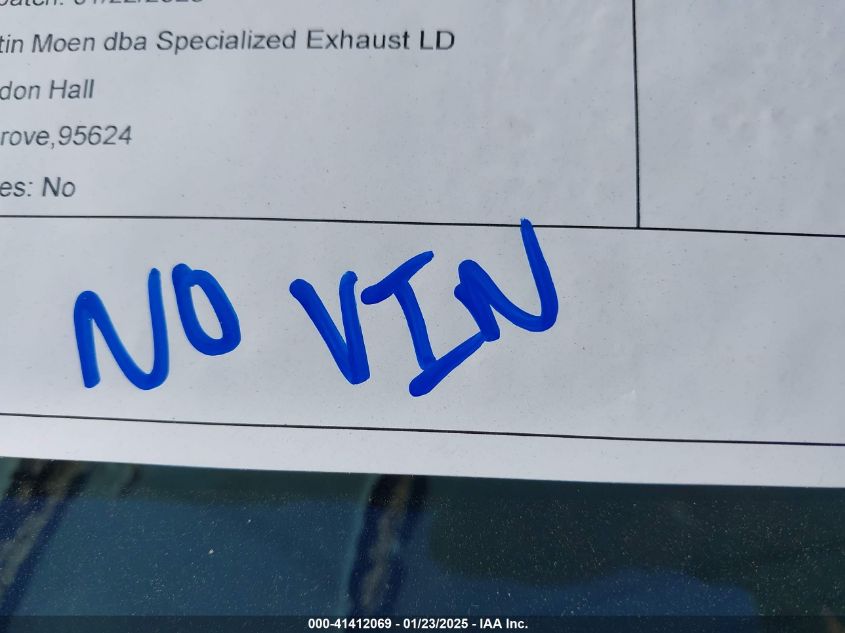 tin Moen dba Specialized Exhaust LD
don Hall
rove,95624
es: No
NO VIN
000-41412069 - 01/23/2025 - IAA Inc.